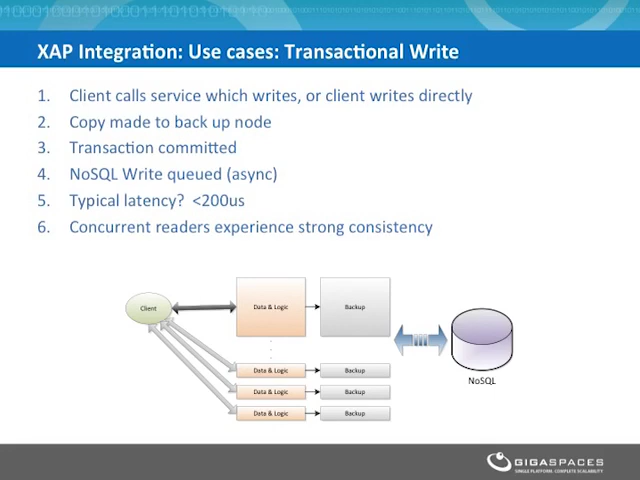 XAP Integration: Use cases: Transactional Write
1. Client calls service which writes, or client writes directly
2. Copy made to back up node
3. Transaction committed
4. NoSQL Write queued (async)
5. Typical latency? <200us
6. Concurrent readers experience strong consistency
Client
Data & Logic
Backup
Data & Logic
Backup
Data & Logic
Backup
Data & Logic
Backup
NoSQL
GIGASPACES
SINGLE PLATFORM. COMPLETE SCALABILITY.